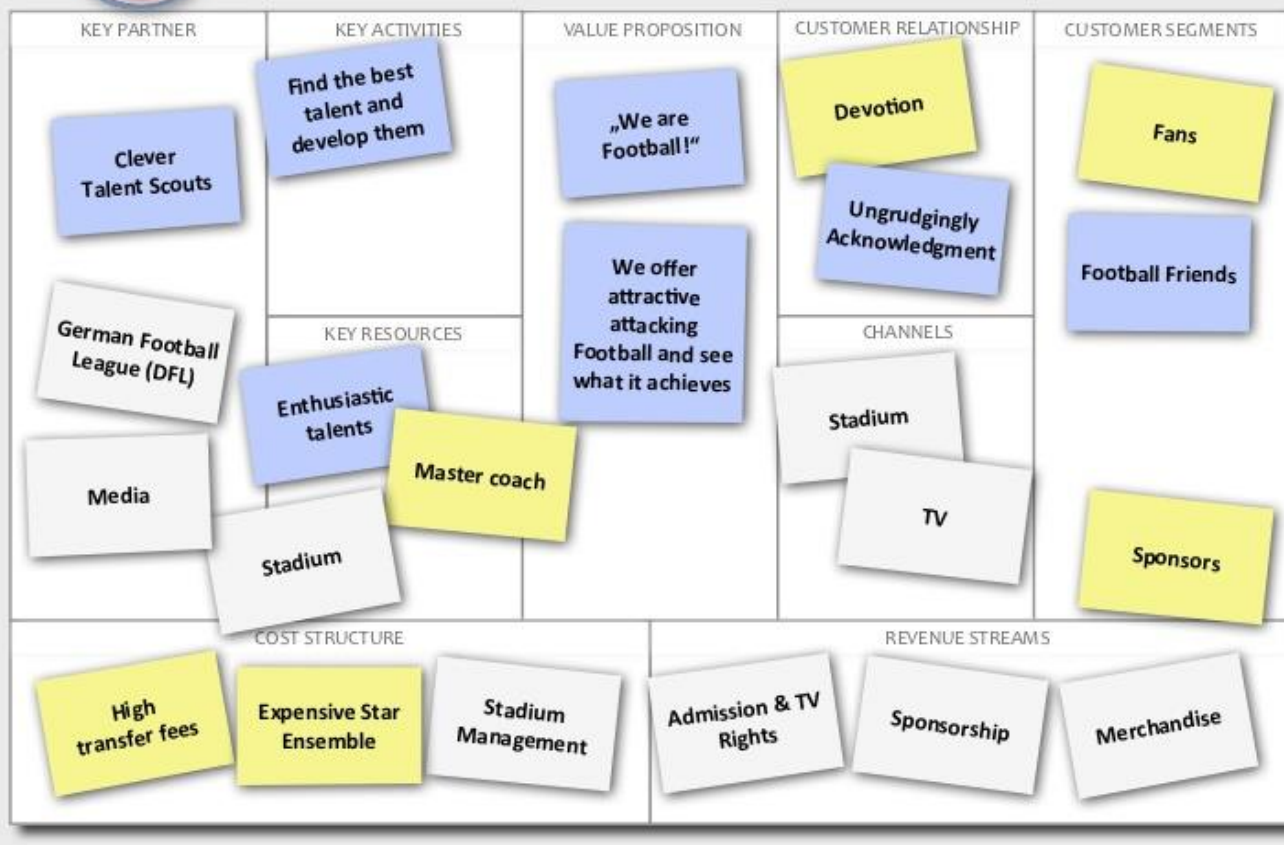 KEY PARTNER
Clever
Talent Scouts
German Football
League (DFL)
Media
KEY ACTIVITIES
Find the best
talent and
develop them
KEY RESOURCES
Enthusiastic
talents
Master coach
Stadium
VALUE PROPOSITION
„We are
Football!“
We offer
attractive
attacking
Football and see
what it achieves
CUSTOMER RELATIONSHIP
Devotion
Ungrudgingly
Acknowledgment
CHANNELS
Stadium
TV
CUSTOMER SEGMENTS
Fans
Football Friends
Sponsors
COST STRUCTURE
High
transfer fees
Expensive Star
Ensemble
Stadium
Management
REVENUE STREAMS
Admission & TV
Rights
Sponsorship
Merchandise